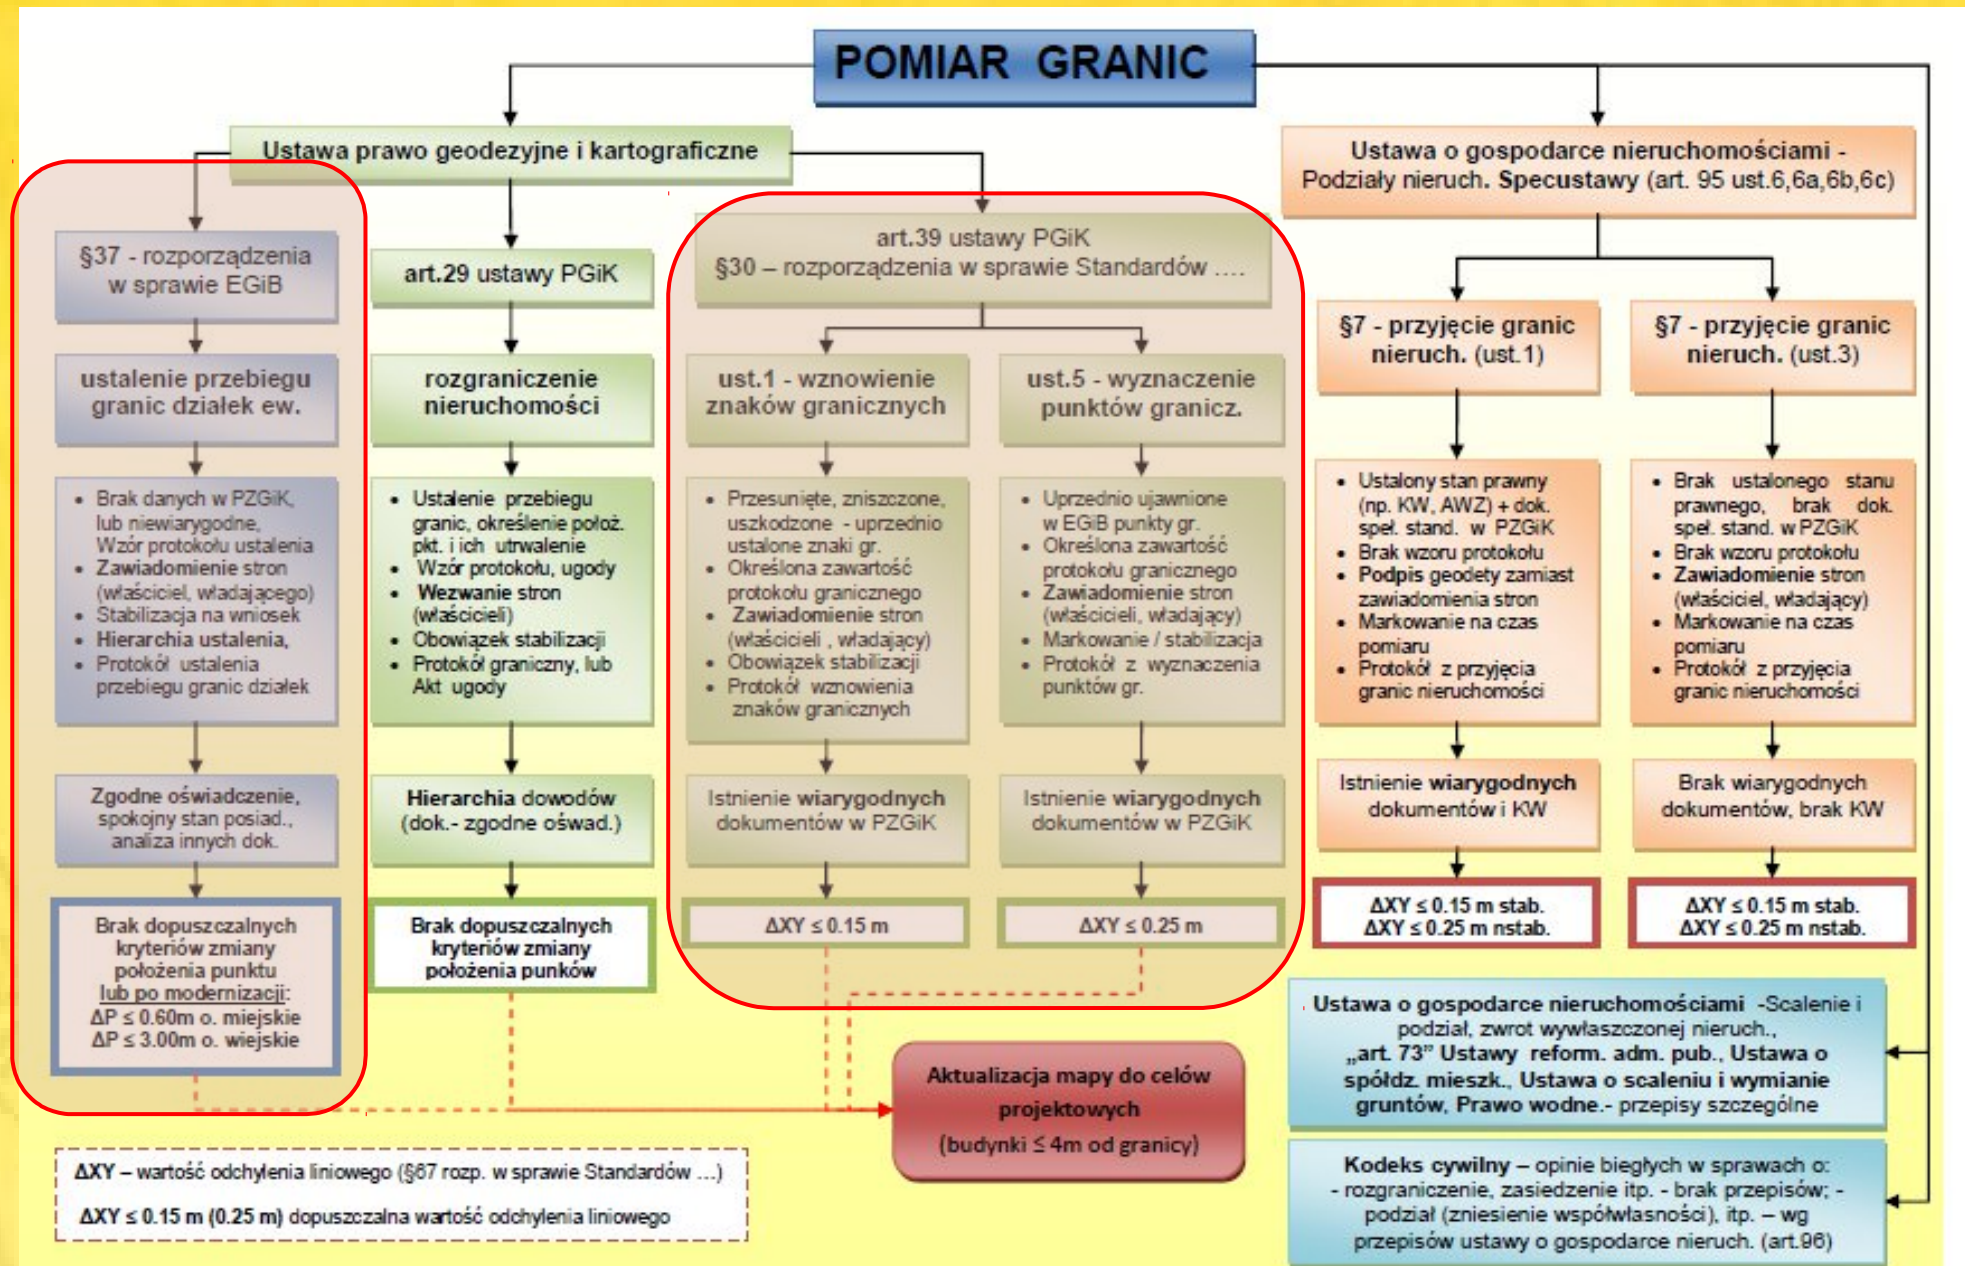 POMIAR GRANIC
Ustawa prawo geodezyjne i kartograficzne
§37 - rozporządzenia
w sprawie EGiB
ustalenie przebiegu
granic działek ew.
• Brak danych w PZGiK,
lub niewiarygodne,
Wzór protokołu ustalenia
• Zawiadomienie stron
(właściciel, władającego)
• Stabilizacja na wniosek
• Hierarchia ustalenia,
• Protokół ustalenia
przebiegu granic działek
Zgodne oświadczenie,
spokojny stan posiad.,
analiza innych dok.
Brak dopuszczalnych
kryteriów zmiany
położenia punktu
lub po modernizacji:
ΔP ≤ 0.60m o. miejskie
ΔP ≤ 3.00m o. wiejskie
art.29 ustawy PGiK
rozgraniczenie
nieruchomości
• Ustalenie przebiegu
granic, określenie położ.
pkt. i ich utrwalenie
• Wzór protokołu, ugody
• Wezwanie stron
(właścicieli)
• Obowiązek stabilizacji
• Protokół graniczny, lub
Akt ugody
Hierarchia dowodów
(dok.- zgodne ośwad.)
Brak dopuszczalnych
kryteriów zmiany
położenia punków
art.39 ustawy PGiK
§30 – rozporządzenia w sprawie Standardów ….
ust.1 - wznowienie
znaków granicznych
• Przesunięte, zniszczone,
uszkodzone - uprzednio
ustalone znaki gr.
• Określona zawartość
protokołu granicznego
• Zawiadomienie stron
(właścicieli , władający)
• Obowiązek stabilizacji
• Protokół wznowienia
znaków granicznych
Istnienie wiarygodnych
dokumentów w PZGiK
ΔXY ≤ 0.15 m
ust.5 - wyznaczenie
punktów granicz.
• Uprzednio ujawnione
w EGiB punkty gr.
• Określona zawartość
protokołu granicznego
• Zawiadomienie stron
(właścicieli, władający)
• Markowanie / stabilizacja
• Protokół z wyznaczenia
punktów gr.
Istnienie wiarygodnych
dokumentów w PZGiK
ΔXY ≤ 0.25 m
Ustawa o gospodarce nieruchomościami -
Podziały nieruch. Specustawy (art. 95 ust.6,6a,6b,6c)
§7 - przyjęcie granic
nieruch. (ust.1)
• Ustalony stan prawny
(np. KW, AWZ) + dok.
speł. stand. w PZGiK
• Brak wzoru protokołu
• Podpis geodety zamiast
zawiadomienia stron
• Markowanie na czas
pomiaru
• Protokół z przyjęcia
granic nieruchomości
Istnienie wiarygodnych
dokumentów i KW
ΔXY ≤ 0.15 m stab.
ΔXY ≤ 0.25 m nstab.
§7 - przyjęcie granic
nieruch. (ust.3)
• Brak ustalonego stanu
prawnego, brak dok.
speł. stand. w PZGiK
• Brak wzoru protokołu
• Zawiadomienie stron
(właściciel, władający)
• Markowanie na czas
pomiaru
• Protokół z przyjęcia
granic nieruchomości
Brak wiarygodnych
dokumentów, brak KW
ΔXY ≤ 0.15 m stab.
ΔXY ≤ 0.25 m nstab.
Ustawa o gospodarce nieruchomościami -Scalenie i
podział, zwrot wywłaszczonej nieruch.,
„art. 73” Ustawy reform. adm. pub., Ustawa o
spółdz. mieszk., Ustawa o scaleniu i wymianie
gruntów, Prawo wodne.- przepisy szczególne
Kodeks cywilny – opinie biegłych w sprawach o:
- rozgraniczenie, zasiedzenie itp. - brak przepisów; -
podział (zniesienie współwłasności), itp. – wg
przepisów ustawy o gospodarce nieruch. (art.96)
Aktualizacja mapy do celów
projektowych
(budynki ≤ 4m od granicy)
ΔXY – wartość odchylenia liniowego (§67 rozp. w sprawie Standardów …)
ΔXY ≤ 0.15 m (0.25 m) dopuszczalna wartość odchylenia liniowego